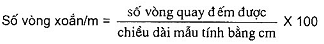 Số vòng xoắn/m = số vòng quay đếm được / chiều dài mẫu tính bằng cm X 100